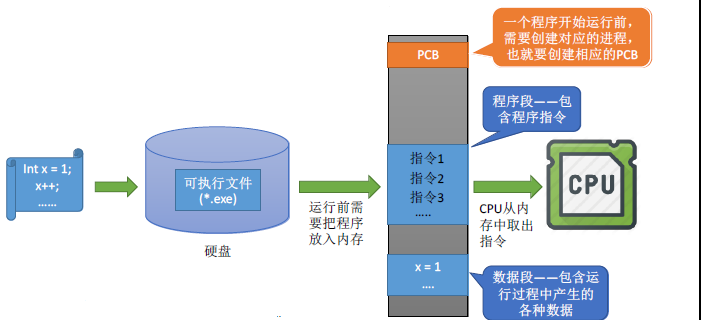 一个程序开始运行前，
需要创建对应的进程，
也就要创建相应的PCB
PCB
程序段——包
含程序指令
Int x = 1;
x++;
……
可执行文件
(*.exe)
硬盘
运行前需
要把程序
放入内存
指令1
指令2
指令3
…..
CPU从内
存中取出
指令
CPU
x = 1
….
数据段——包含运
行过程中产生的
各种数据